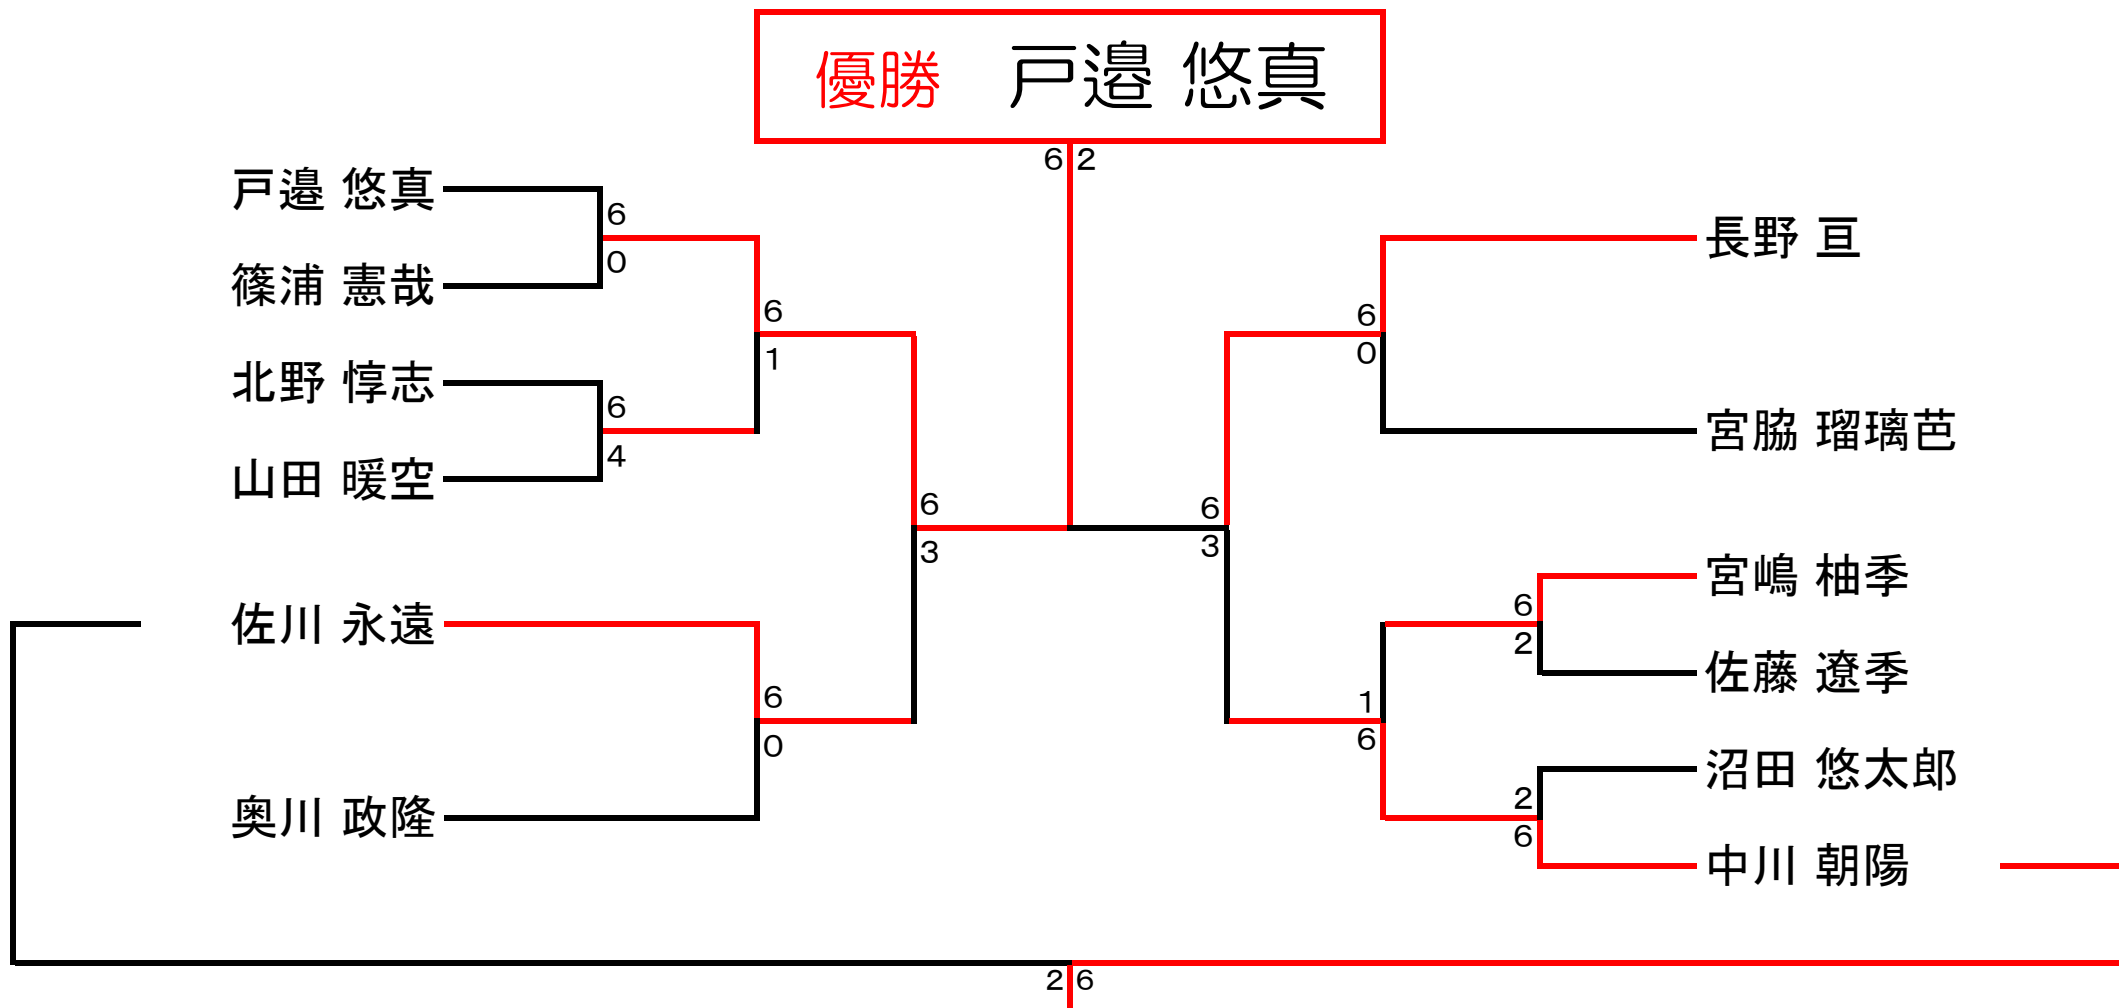 優勝 戸邉 悠真
6 2
戸邉 悠真
6
0
篠浦 憲哉
6
1
北野 惇志
6
4
山田 暖空
6
3
佐川 永遠
6
0
奥川 政隆
長野 亘
6
0
宮脇 瑠璃芭
6
3
宮嶋 柚季
6
2
佐藤 遼季
1
6
沼田 悠太郎
2
6
中川 朝陽
2 6